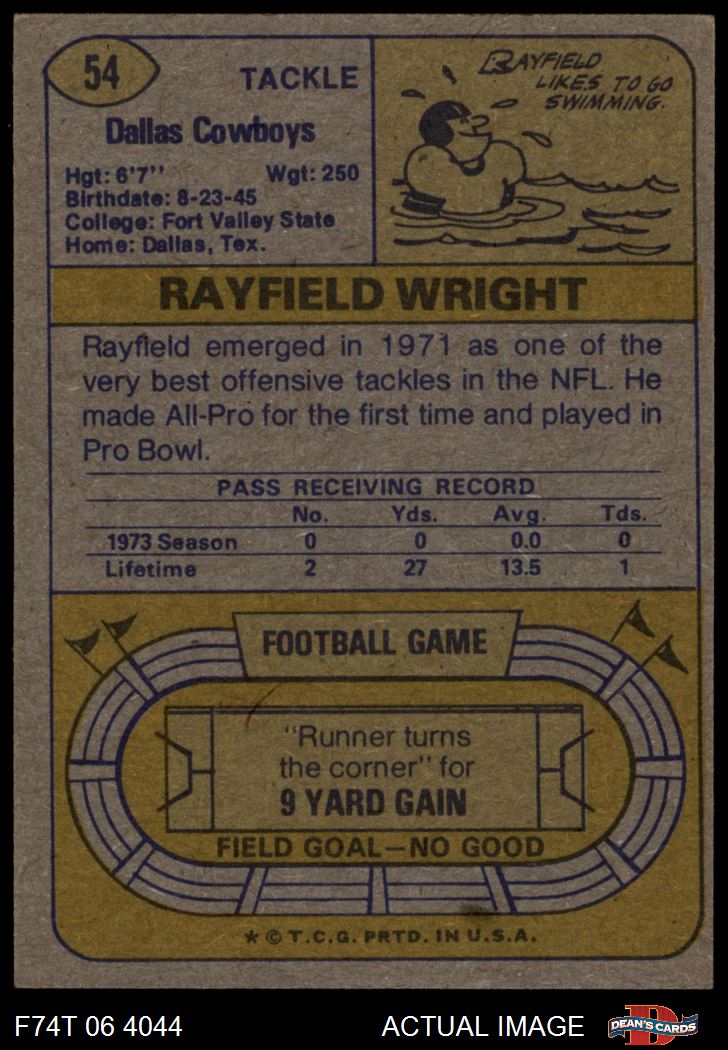 54
TACKLE
Dallas Cowboys
Hgt: 6'7" Wgt: 250
Birthdate: 8-23-45
College: Fort Valley State
Home: Dallas, Tex.
RAYFIELD
LIKES TO GO
SWIMMING.
RAYFIELD WRIGHT
Rayfield emerged in 1971 as one of the
very best offensive tackles in the NFL. He
made All-Pro for the first time and played in
Pro Bowl.
PASS RECEIVING RECORD
No. Yds. Avg. Tds.
1973 Season 0 0 0.0 0
Lifetime 2 27 13.5 1
FOOTBALL GAME
"Runner turns
the corner" for
9 YARD GAIN
FIELD GOAL—NO GOOD
★ © T.C.G. PRTD. IN U.S.A.
F74T 06 4044 ACTUAL IMAGE D DEAN'S CARDS